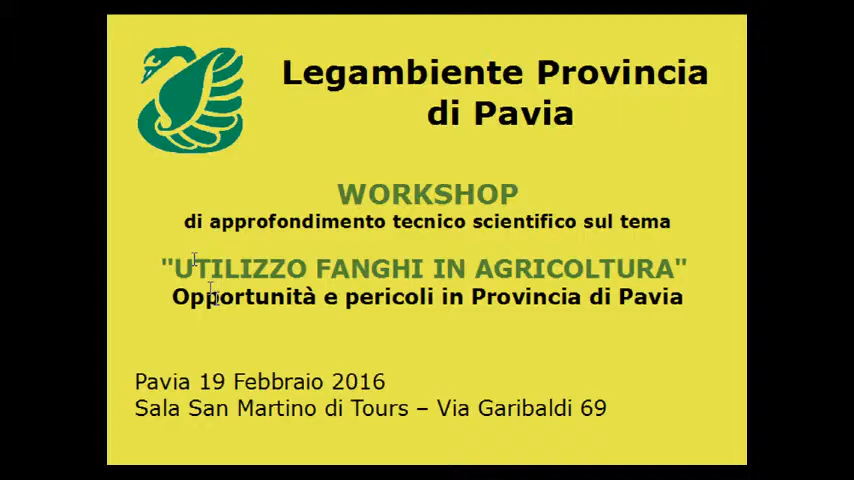 Legambiente Provincia
di Pavia
WORKSHOP
di approfondimento tecnico scientifico sul tema
"UTILIZZO FANGHI IN AGRICOLTURA"
Opportunità e pericoli in Provincia di Pavia
Pavia 19 Febbraio 2016
Sala San Martino di Tours – Via Garibaldi 69